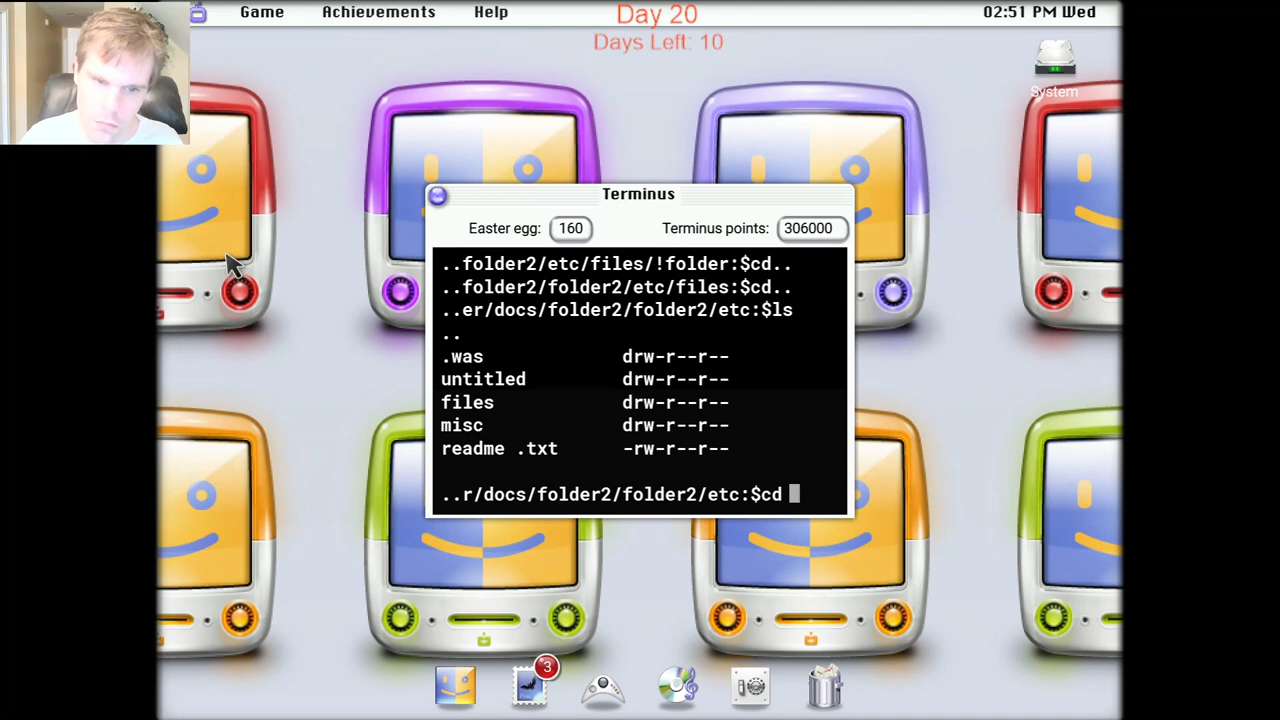 Game Achievements Help
Day 20
Days Left: 10
02:51 PM Wed
System
Terminus
Easter egg: 160 Terminus points: 306000
..folder2/etc/files/!folder:$cd..
..folder2/folder2/etc/files:$cd..
..er/docs/folder2/folder2/etc:$ls
..
.was drw-r--r--
untitled drw-r--r--
files drw-r--r--
misc drw-r--r--
readme .txt -rw-r--r--
..r/docs/folder2/folder2/etc:$cd
3